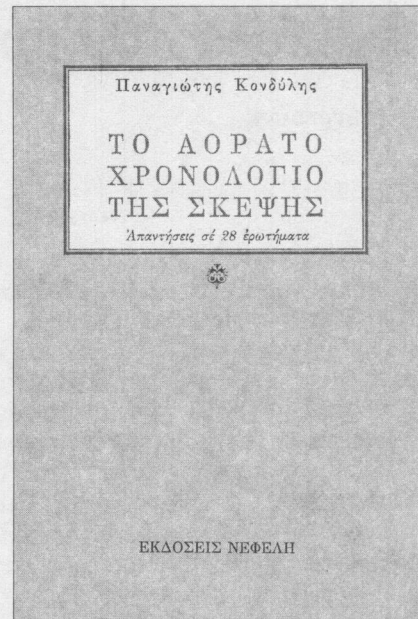 Παναγιώτης Κονδύλης
ΤΟ ΑΟΡΑΤΟ
ΧΡΟΝΟΛΟΓΙΟ
ΤΗΣ ΣΚΕΨΗΣ
Ἀπαντήσεις σέ 28 ἐρωτήματα
ΕΚΔΟΣΕΙΣ ΝΕΦΕΛΗ